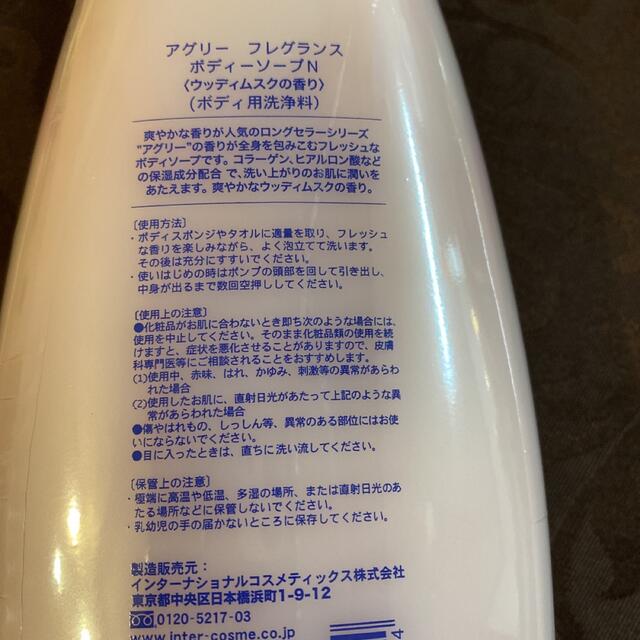 アグリー フレグランス
ボディーソープN
〈ウッディムスクの香り〉
(ボディ用洗浄料)
爽やかな香りが人気のロングセラーシリーズ
"アグリー"の香りが全身を包みこむフレッシュな
ボディソープです。コラーゲン、ヒアルロン酸など
の保湿成分配合 で、洗い上がりのお肌に潤いを
あたえます。爽やかなウッディムスクの香り。
〔使用方法〕
・ボディスポンジやタオルに適量を取り、フレッシュ
な香りを楽しみながら、よく泡立てて洗います。
その後は充分にすすいでください。
・使いはじめの時はポンプの頭部を回して引き出し、
中身が出るまで数回空押ししてください。
〔使用上の注意〕
●化粧品がお肌に合わないとき即ち次のような場合には、
使用を中止してください。そのまま化粧品類の使用を続
けますと、症状を悪化させることがありますので、皮膚
科専門医等にご相談されることをおすすめします。
(1)使用中、赤味、はれ、かゆみ、刺激等の異常があらわ
れた場合
(2)使用したお肌に、直射日光があたって上記のような異
常があらわれた場合
●傷やはれもの、しっしん等、異常のある部位にはお使
いにならないでください。
●目に入ったときは、直ちに洗い流してください。
〔保管上の注意〕
・極端に高温や低温、多湿の場所、または直射日光のあ
たる場所などに保管しないでください。
・乳幼児の手の届かないところに保存してください。
製造販売元:
インターナショナルコスメティックス株式会社
東京都中央区日本橋浜町1-9-12
0120-5217-03
www.inter-cosme.co.jp
4